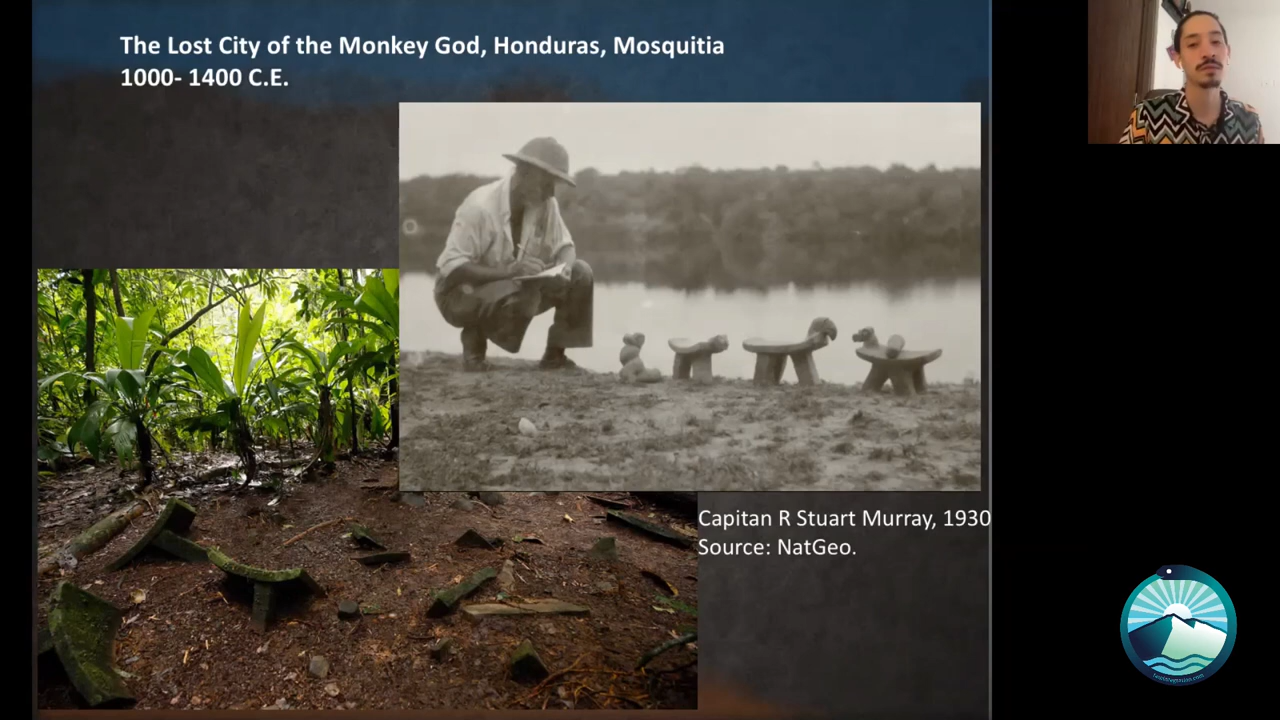 The Lost City of the Monkey God, Honduras, Mosquitia
1000- 1400 C.E.
Capitan R Stuart Murray, 1930
Source: NatGeo.